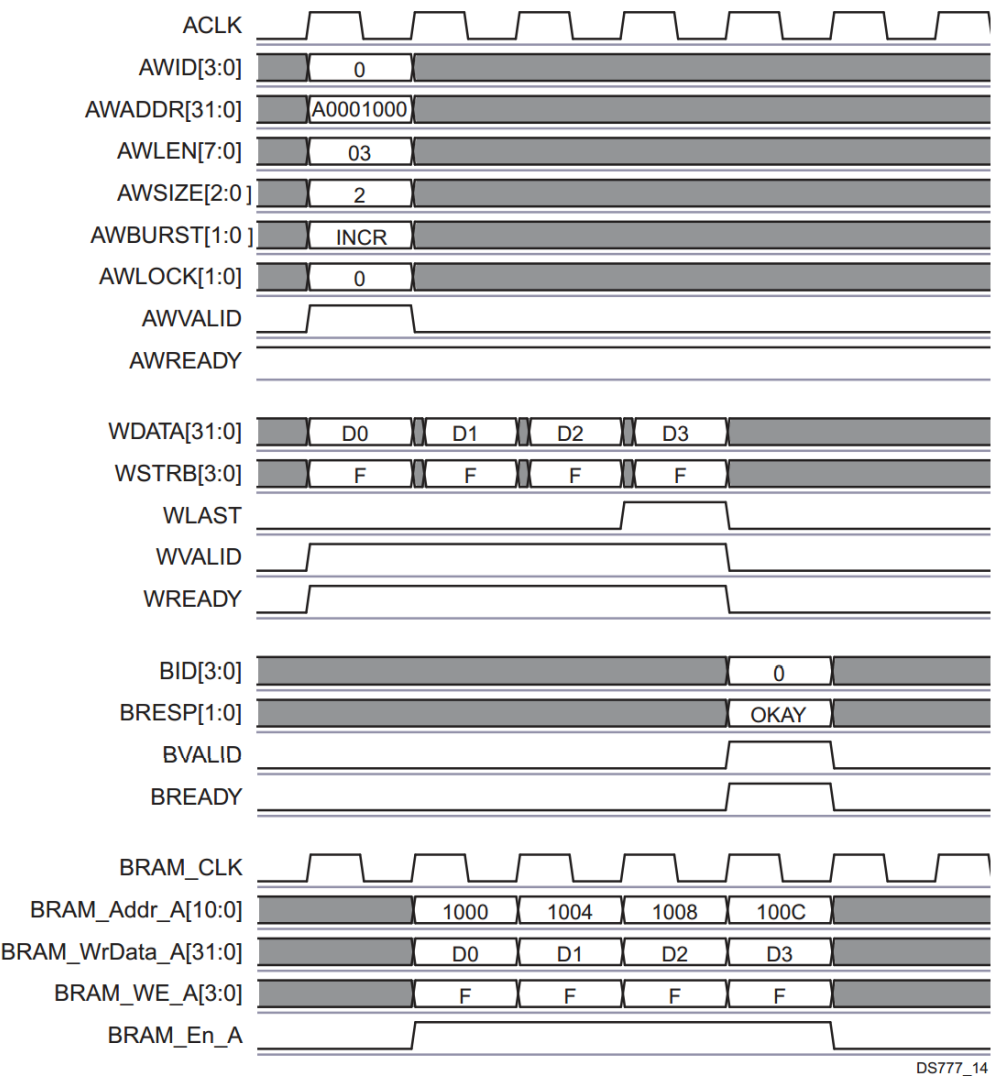 ACLK
AWID[3:0] 0
AWADDR[31:0] A0001000
AWLEN[7:0] 03
AWSIZE[2:0 ] 2
AWBURST[1:0 ] INCR
AWLOCK[1:0] 0
AWVALID
AWREADY
WDATA[31:0] D0 D1 D2 D3
WSTRB[3:0] F F F F
WLAST
WVALID
WREADY
BID[3:0] 0
BRESP[1:0] OKAY
BVALID
BREADY
BRAM_CLK
BRAM_Addr_A[10:0] 1000 1004 1008 100C
BRAM_WrData_A[31:0] D0 D1 D2 D3
BRAM_WE_A[3:0] F F F F
BRAM_En_A
DS777_14